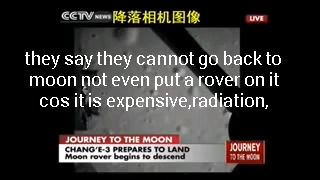 CCTV NEWS 降落相机图像 LIVE
they say they cannot go back to
moon not even put a rover on it
cos it is expensive,radiation,
JOURNEY TO THE MOON
CHANG'E-3 PREPARES TO LAND
Moon rover begins to descend
JOURNEY
TO THE MOON